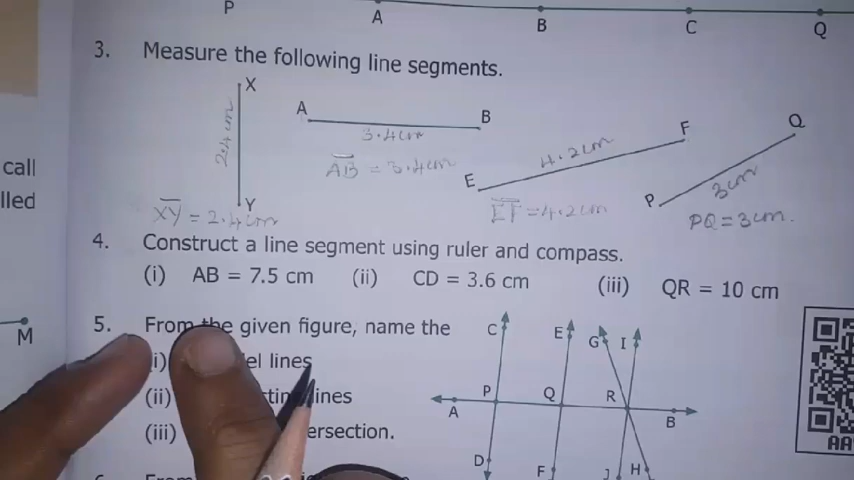 P A B C Q
3. Measure the following line segments.
X
A B
2.4cm
3.4cm
AB = 3.4cm
E F
4.2cm
EF = 4.2cm
P Q
3cm
PQ = 3cm.
Y
XY = 2.4cm
call
lled
4. Construct a line segment using ruler and compass.
(i) AB = 7.5 cm (ii) CD = 3.6 cm (iii) QR = 10 cm
M
5. From the given figure, name the
(i) el lines
(ii) lines
(iii) ersection.
C E G I
P Q R
A B
D F J H
AA